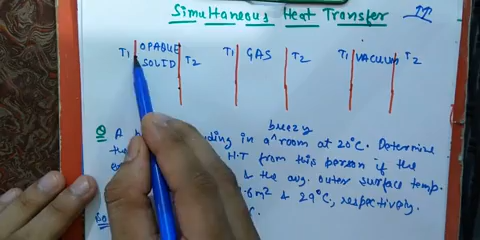 Simultaneous Heat Transfer
T1 OPAQUE SOLID T2 T1 GAS T2 T1 VACUUM T2
breezy
Q A in a room at 20°C. Determine
the H.T from this person if the
& the avg. outer surface temp.
6m² & 29°C, respectively.
C.